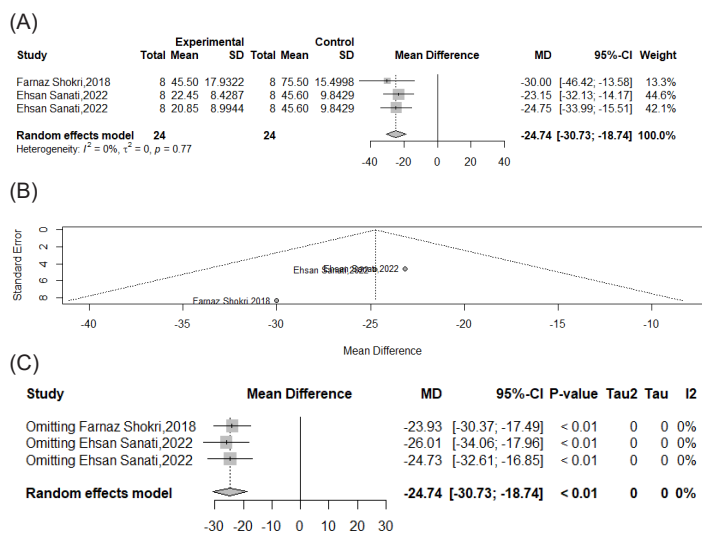 (A)
Experimental Control
Study Total Mean SD Total Mean SD Mean Difference MD 95%-CI Weight
Farnaz Shokri,2018 8 45.50 17.9322 8 75.50 15.4998 -30.00 [-46.42; -13.58] 13.3%
Ehsan Sanati,2022 8 22.45 8.4287 8 45.60 9.8429 -23.15 [-32.13; -14.17] 44.6%
Ehsan Sanati,2022 8 20.85 8.9944 8 45.60 9.8429 -24.75 [-33.99; -15.51] 42.1%
Random effects model 24 24 -24.74 [-30.73; -18.74] 100.0%
Heterogeneity: I² = 0%, τ² = 0, p = 0.77
-40 -20 0 20 40
(B)
Standard Error
0
2
4
6
8
Ehsan Sanati,2022 Ehsan Sanati,2022
Farnaz Shokri,2018
-40 -35 -30 -25 -20 -15 -10
Mean Difference
(C)
Study Mean Difference MD 95%-CI P-value Tau2 Tau I2
Omitting Farnaz Shokri,2018 -23.93 [-30.37; -17.49] < 0.01 0 0 0%
Omitting Ehsan Sanati,2022 -26.01 [-34.06; -17.96] < 0.01 0 0 0%
Omitting Ehsan Sanati,2022 -24.73 [-32.61; -16.85] < 0.01 0 0 0%
Random effects model -24.74 [-30.73; -18.74] < 0.01 0 0 0%
-30 -20 -10 0 10 20 30